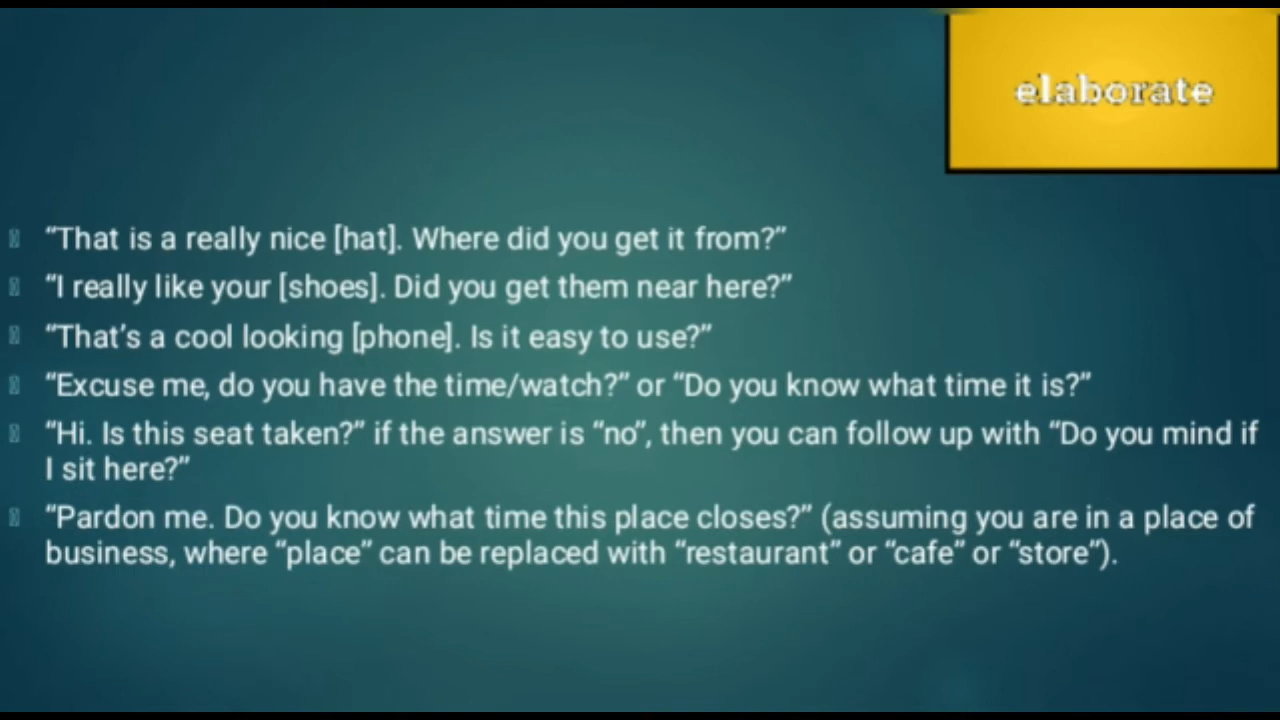 elaborate
“That is a really nice [hat]. Where did you get it from?”
“I really like your [shoes]. Did you get them near here?”
“That’s a cool looking [phone]. Is it easy to use?”
“Excuse me, do you have the time/watch?” or “Do you know what time it is?”
“Hi. Is this seat taken?” if the answer is “no”, then you can follow up with “Do you mind if
I sit here?”
“Pardon me. Do you know what time this place closes?” (assuming you are in a place of
business, where “place” can be replaced with “restaurant” or “cafe” or “store”).